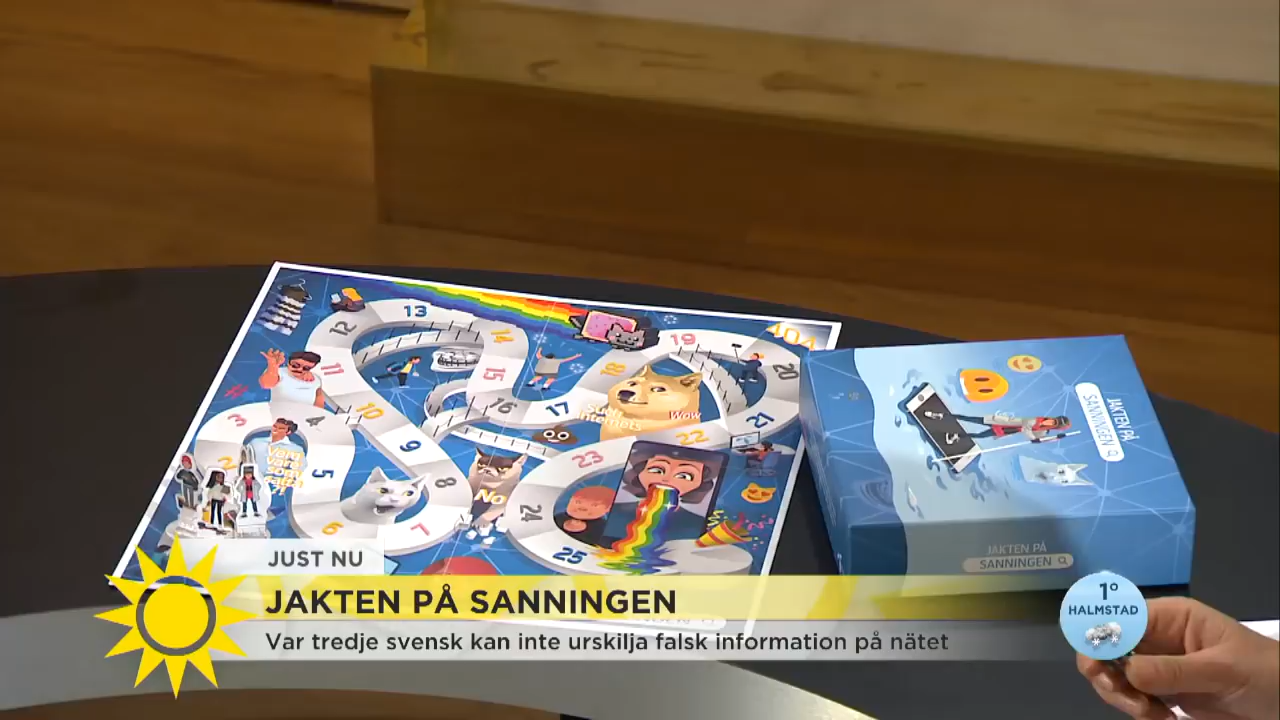 404
13
12
14
19
11
15
18
20
10
16
17
such
internets
Wow
21
3
9
22
2
5
8
23
No
24
6
7
25
JAKTEN PÅ
SANNINGEN
JAKTEN PÅ
SANNINGEN
JUST NU
JAKTEN PÅ SANNINGEN
Var tredje svensk kan inte urskilja falsk information på nätet
1°
HALMSTAD